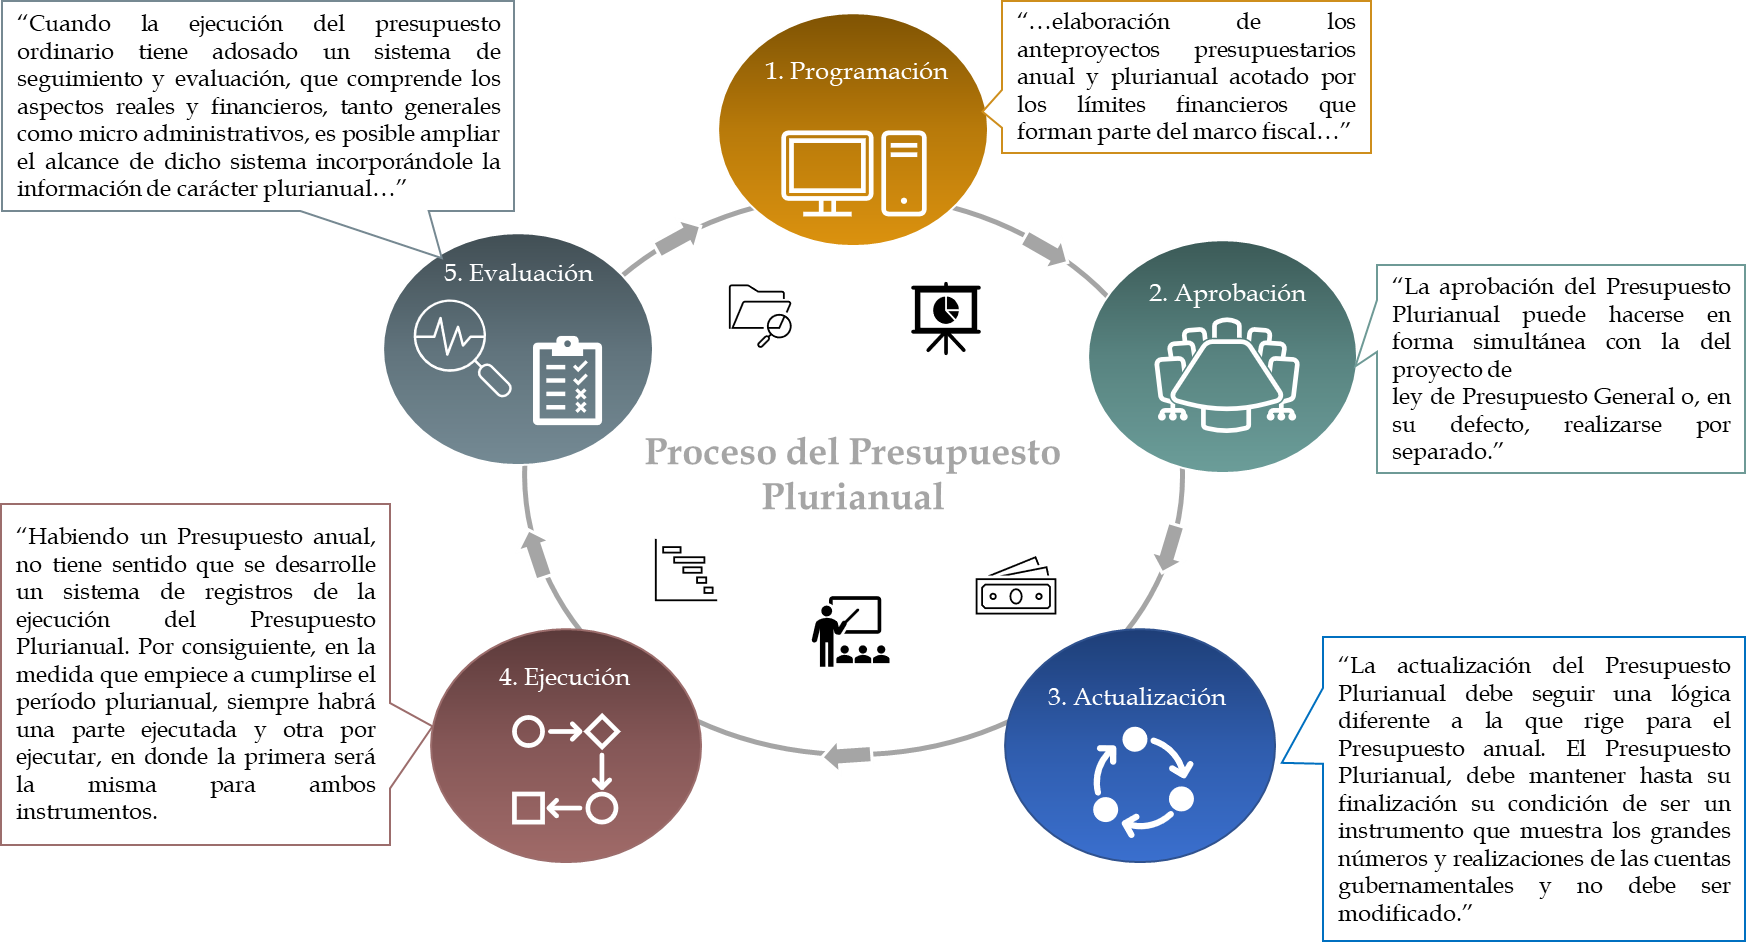 “Cuando la ejecución del presupuesto
ordinario tiene adosado un sistema de
seguimiento y evaluación, que comprende los
aspectos reales y financieros, tanto generales
como micro administrativos, es posible ampliar
el alcance de dicho sistema incorporándole la
información de carácter plurianual…”
1. Programación
“…elaboración de los
anteproyectos presupuestarios
anual y plurianual acotado por
los límites financieros que
forman parte del marco fiscal…”
5. Evaluación
2. Aprobación
“La aprobación del Presupuesto
Plurianual puede hacerse en
forma simultánea con la del
proyecto de
ley de Presupuesto General o, en
su defecto, realizarse por
separado.”
Proceso del Presupuesto
Plurianual
“Habiendo un Presupuesto anual,
no tiene sentido que se desarrolle
un sistema de registros de la
ejecución del Presupuesto
Plurianual. Por consiguiente, en la
medida que empiece a cumplirse el
período plurianual, siempre habrá
una parte ejecutada y otra por
ejecutar, en donde la primera será
la misma para ambos
instrumentos.
4. Ejecución
3. Actualización
“La actualización del Presupuesto
Plurianual debe seguir una lógica
diferente a la que rige para el
Presupuesto anual. El Presupuesto
Plurianual, debe mantener hasta su
finalización su condición de ser un
instrumento que muestra los grandes
números y realizaciones de las cuentas
gubernamentales y no debe ser
modificado.”